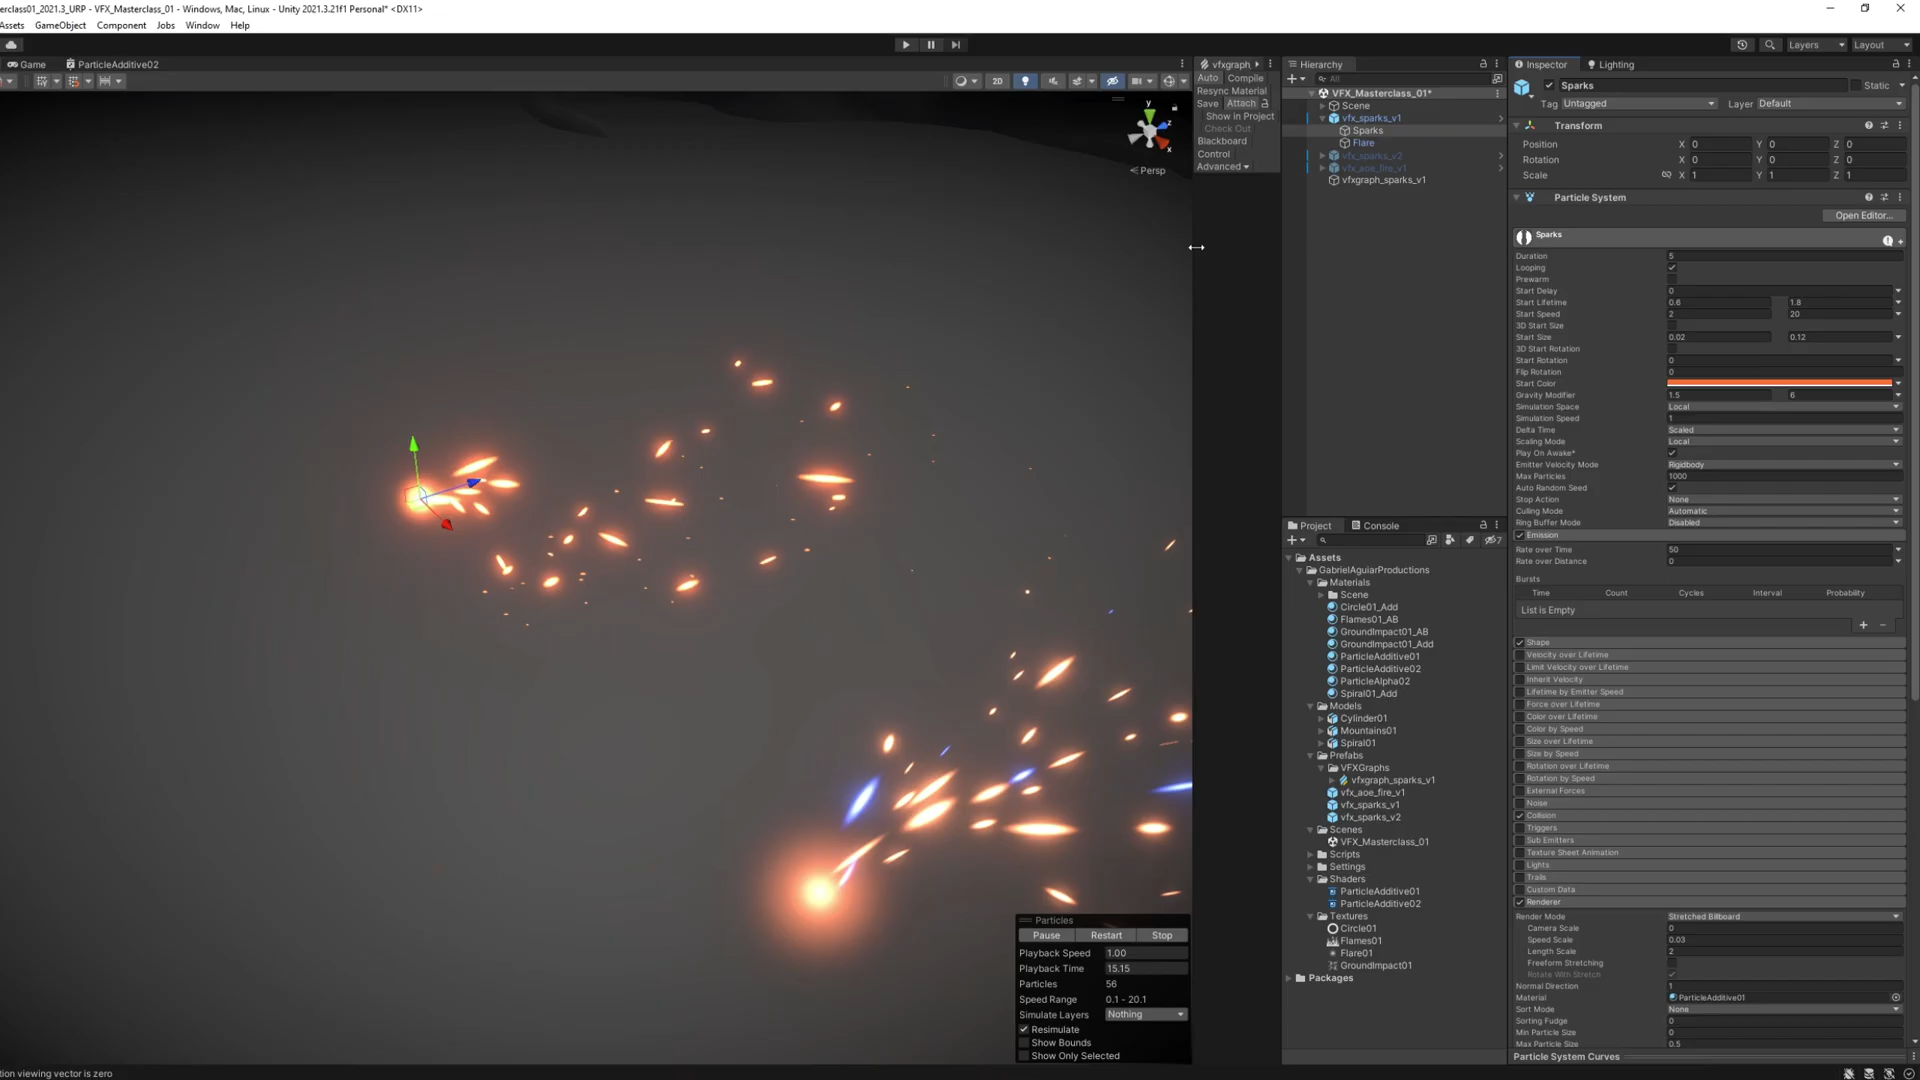 erclass01_2021.3_URP - VFX_Masterclass_01 - Windows, Mac, Linux - Unity 2021.3.21f1 Personal* <DX11>
Assets GameObject Component Jobs Window Help
Layers Layout
Game ParticleAdditive02
2D
y
z
x
Persp
vfxgraph_
Auto Compile
Resync Material
Save Attach
Show in Project
Check Out
Blackboard
Control
Advanced
Hierarchy
All
VFX_Masterclass_01*
Scene
vfx_sparks_v1
Sparks
Flare
vfx_sparks_v2
vfx_aoe_fire_v1
vfxgraph_sparks_v1
Project Console
7
Assets
GabrielAguiarProductions
Materials
Scene
Circle01_Add
Flames01_AB
GroundImpact01_AB
GroundImpact01_Add
ParticleAdditive01
ParticleAdditive02
ParticleAlpha02
Spiral01_Add
Models
Cylinder01
Mountains01
Spiral01
Prefabs
VFXGraphs
vfxgraph_sparks_v1
vfx_aoe_fire_v1
vfx_sparks_v1
vfx_sparks_v2
Scenes
VFX_Masterclass_01
Scripts
Settings
Shaders
ParticleAdditive01
ParticleAdditive02
Textures
Circle01
Flames01
Flare01
GroundImpact01
Packages
Inspector Lighting
Sparks Static
Tag Untagged Layer Default
Transform
Position X 0 Y 0 Z 0
Rotation X 0 Y 0 Z 0
Scale X 1 Y 1 Z 1
Particle System
Open Editor...
Sparks
Duration 5
Looping
Prewarm
Start Delay 0
Start Lifetime 0.6 1.8
Start Speed 2 20
3D Start Size
Start Size 0.02 0.12
3D Start Rotation
Start Rotation 0
Flip Rotation 0
Start Color
Gravity Modifier 1.5 6
Simulation Space Local
Simulation Speed 1
Delta Time Scaled
Scaling Mode Local
Play On Awake*
Emitter Velocity Mode Rigidbody
Max Particles 1000
Auto Random Seed
Stop Action None
Culling Mode Automatic
Ring Buffer Mode Disabled
Emission
Rate over Time 50
Rate over Distance 0
Bursts
Time Count Cycles Interval Probability
List is Empty
Shape
Velocity over Lifetime
Limit Velocity over Lifetime
Inherit Velocity
Lifetime by Emitter Speed
Force over Lifetime
Color over Lifetime
Color by Speed
Size over Lifetime
Size by Speed
Rotation over Lifetime
Rotation by Speed
External Forces
Noise
Collision
Triggers
Sub Emitters
Texture Sheet Animation
Lights
Trails
Custom Data
Renderer
Render Mode Stretched Billboard
Camera Scale 0
Speed Scale 0.03
Length Scale 2
Freeform Stretching
Rotate With Stretch
Normal Direction 1
Material ParticleAdditive01
Sort Mode None
Sorting Fudge 0
Min Particle Size 0
Max Particle Size 0.5
Particle System Curves
Particles
Pause Restart Stop
Playback Speed 1.00
Playback Time 15.15
Particles 56
Speed Range 0.1 - 20.1
Simulate Layers Nothing
Resimulate
Show Bounds
Show Only Selected
tion viewing vector is zero